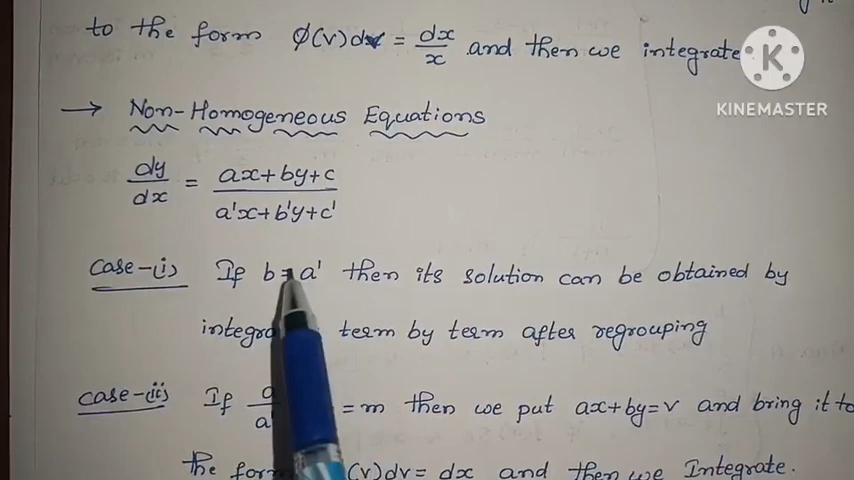 to the form φ(v)dv = dx/x and then we integrate
KINEMASTER
→ Non-Homogeneous Equations
dy/dx = (ax+by+c)/(a'x+b'y+c')
Case-(i) If b = a' then its solution can be obtained by
term by term after regrouping
Case-(ii) If = m then we put ax+by=v and bring it to
the form (v)dv = dx and then we Integrate.